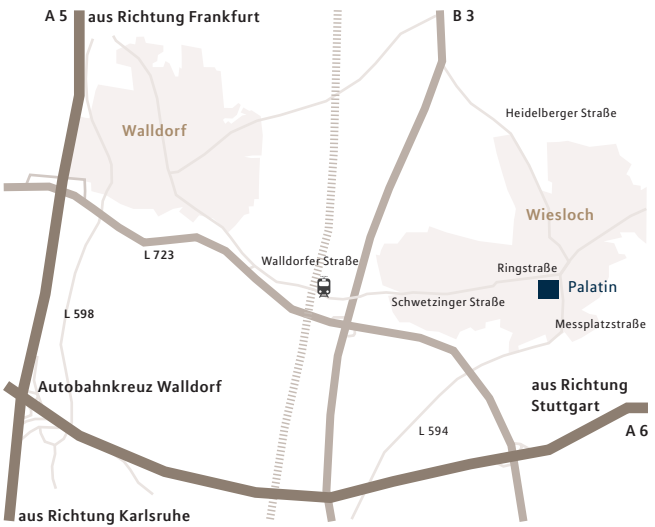 A 5
aus Richtung Frankfurt
B 3
Heidelberger Straße
Walldorf
Wiesloch
L 723
Walldorfer Straße
Ringstraße
Palatin
Schwetzinger Straße
L 598
Messplatzstraße
Autobahnkreuz Walldorf
aus Richtung
Stuttgart
L 594
A 6
aus Richtung Karlsruhe